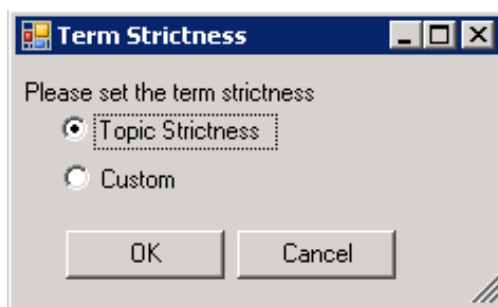 Term Strictness
Please set the term strictness
Topic Strictness
Custom
OK Cancel